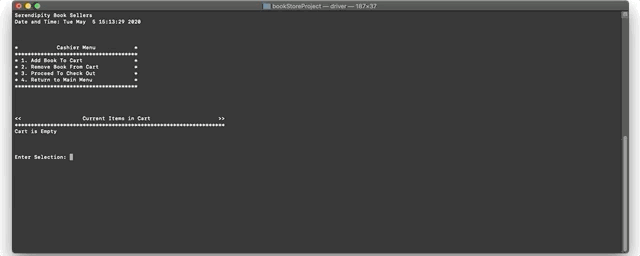 bookStoreProject — driver — 187×37
Serendipity Book Sellers
Date and Time: Tue May  5 15:13:29 2020
*            Cashier Menu            *
**************************************
* 1. Add Book To Cart                *
* 2. Remove Book From Cart           *
* 3. Proceed To Check Out            *
* 4. Return to Main Menu             *
**************************************
<<                   Current Items in Cart                     >>
*****************************************************************
Cart is Empty
Enter Selection: